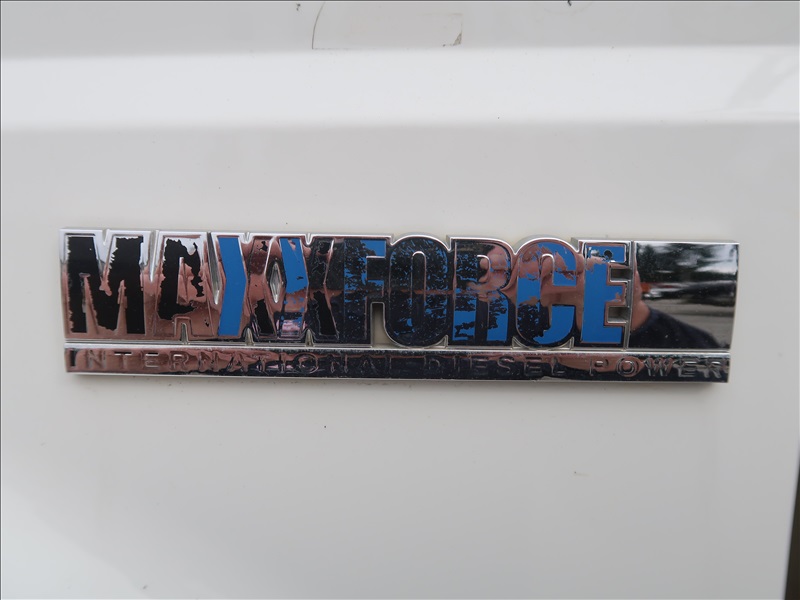 MAXXFORCE
INTERNATIONAL DIESEL POWER